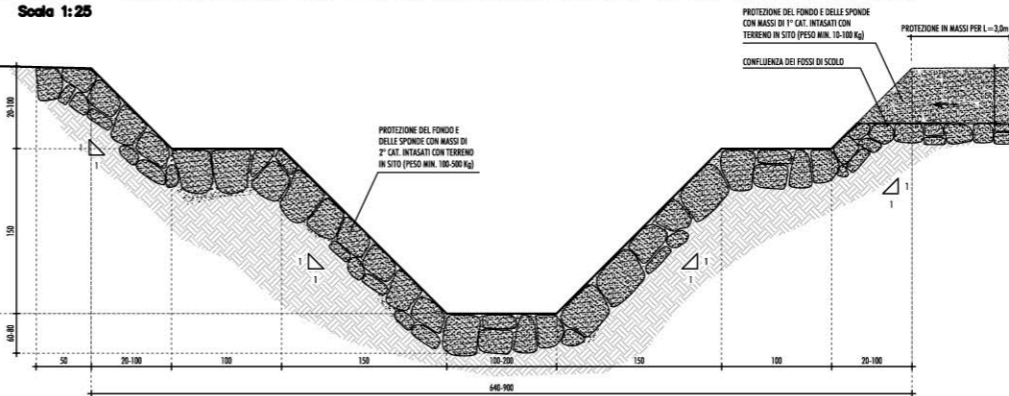 Scala 1:25
PROTEZIONE DEL FONDO E DELLE SPONDE
CON MASSI DI 1° CAT. INTASATI CON
TERRENO IN SITO (PESO MIN. 10-100 Kg)
PROTEZIONE IN MASSI PER L=3,0m
CONFLUENZA DEI FOSSI DI SCOLO
20-100
PROTEZIONE DEL FONDO E
DELLE SPONDE CON MASSI DI
2° CAT. INTASATI CON TERRENO
IN SITO (PESO MIN. 100-500 Kg)
1
1
1
1
150
1
1
1
1
60-80
50
20-100
100
150
100-200
150
100
20-100
640-900